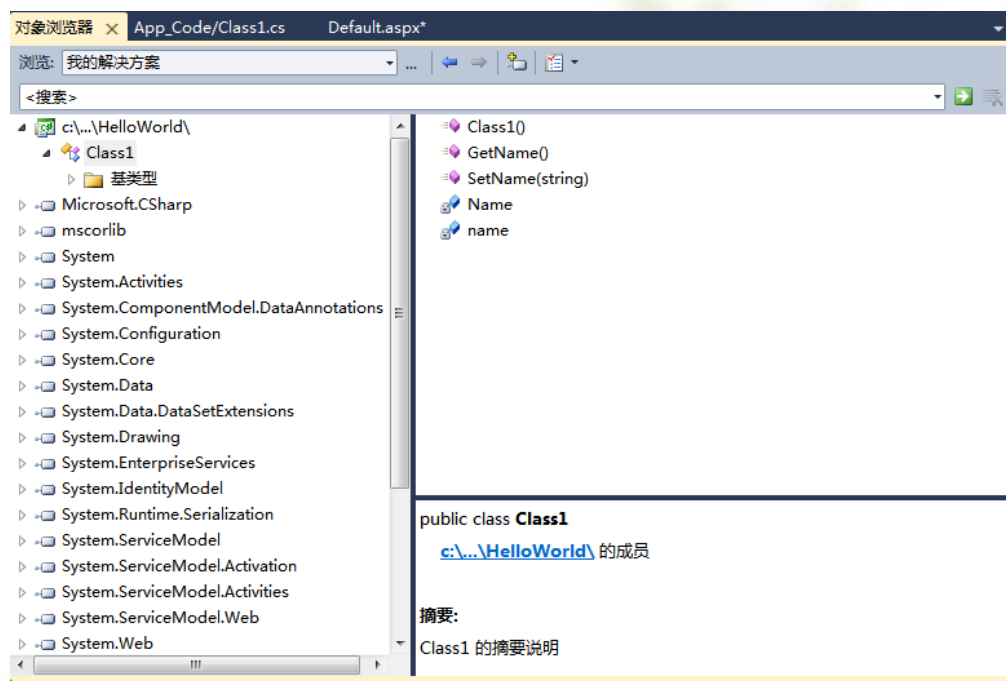 对象浏览器 App_Code/Class1.cs Default.aspx*
浏览: 我的解决方案 ...
<搜索>
c:\...\HelloWorld\
Class1
基类型
Microsoft.CSharp
mscorlib
System
System.Activities
System.ComponentModel.DataAnnotations
System.Configuration
System.Core
System.Data
System.Data.DataSetExtensions
System.Drawing
System.EnterpriseServices
System.IdentityModel
System.Runtime.Serialization
System.ServiceModel
System.ServiceModel.Activation
System.ServiceModel.Activities
System.ServiceModel.Web
System.Web
Class1()
GetName()
SetName(string)
Name
name
public class Class1
c:\...\HelloWorld\ 的成员
摘要:
Class1 的摘要说明